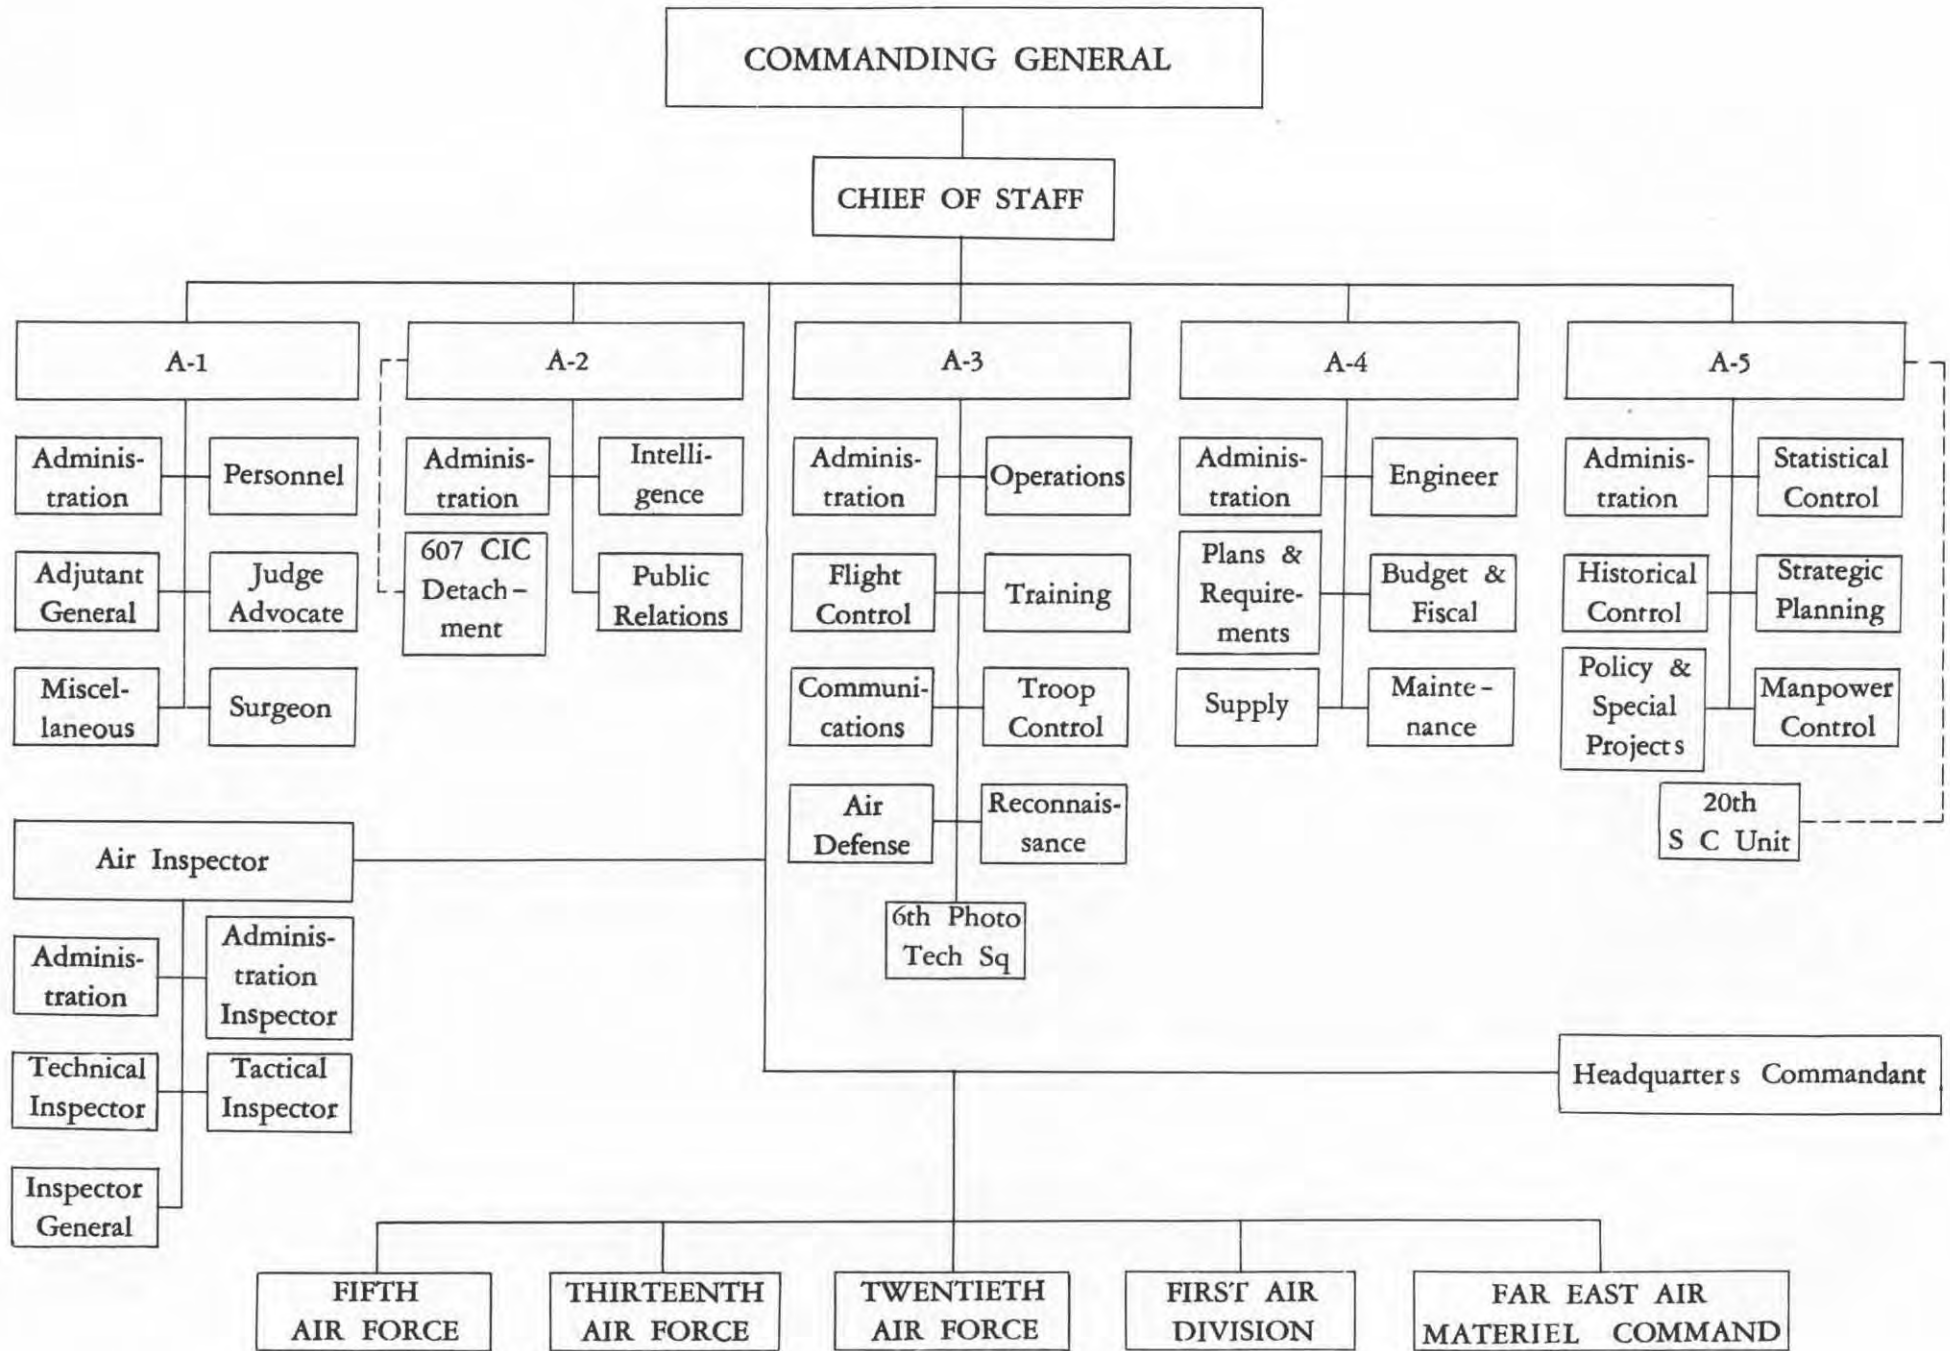 COMMANDING GENERAL
CHIEF OF STAFF
A-1
Adminis-
tration
Personnel
Adjutant
General
Judge
Advocate
Miscel-
laneous
Surgeon
A-2
Adminis-
tration
Intelli-
gence
607 CIC
Detach-
ment
Public
Relations
A-3
Adminis-
tration
Operations
Flight
Control
Training
Communi-
cations
Troop
Control
Air
Defense
Reconnais-
sance
6th Photo
Tech Sq
A-4
Adminis-
tration
Engineer
Plans &
Require-
ments
Budget &
Fiscal
Supply
Mainte-
nance
A-5
Adminis-
tration
Statistical
Control
Historical
Control
Strategic
Planning
Policy &
Special
Projects
Manpower
Control
20th
S C Unit
Air Inspector
Adminis-
tration
Adminis-
tration
Inspector
Technical
Inspector
Tactical
Inspector
Inspector
General
Headquarters Commandant
FIFTH
AIR FORCE
THIRTEENTH
AIR FORCE
TWENTIETH
AIR FORCE
FIRST AIR
DIVISION
FAR EAST AIR
MATERIEL COMMAND